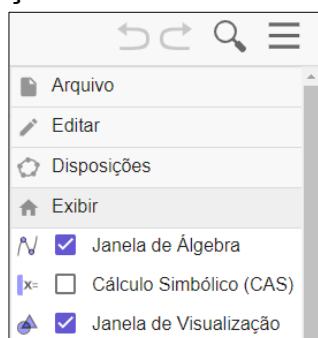 Arquivo
Editar
Disposições
Exibir
Janela de Álgebra
x= Cálculo Simbólico (CAS)
Janela de Visualização